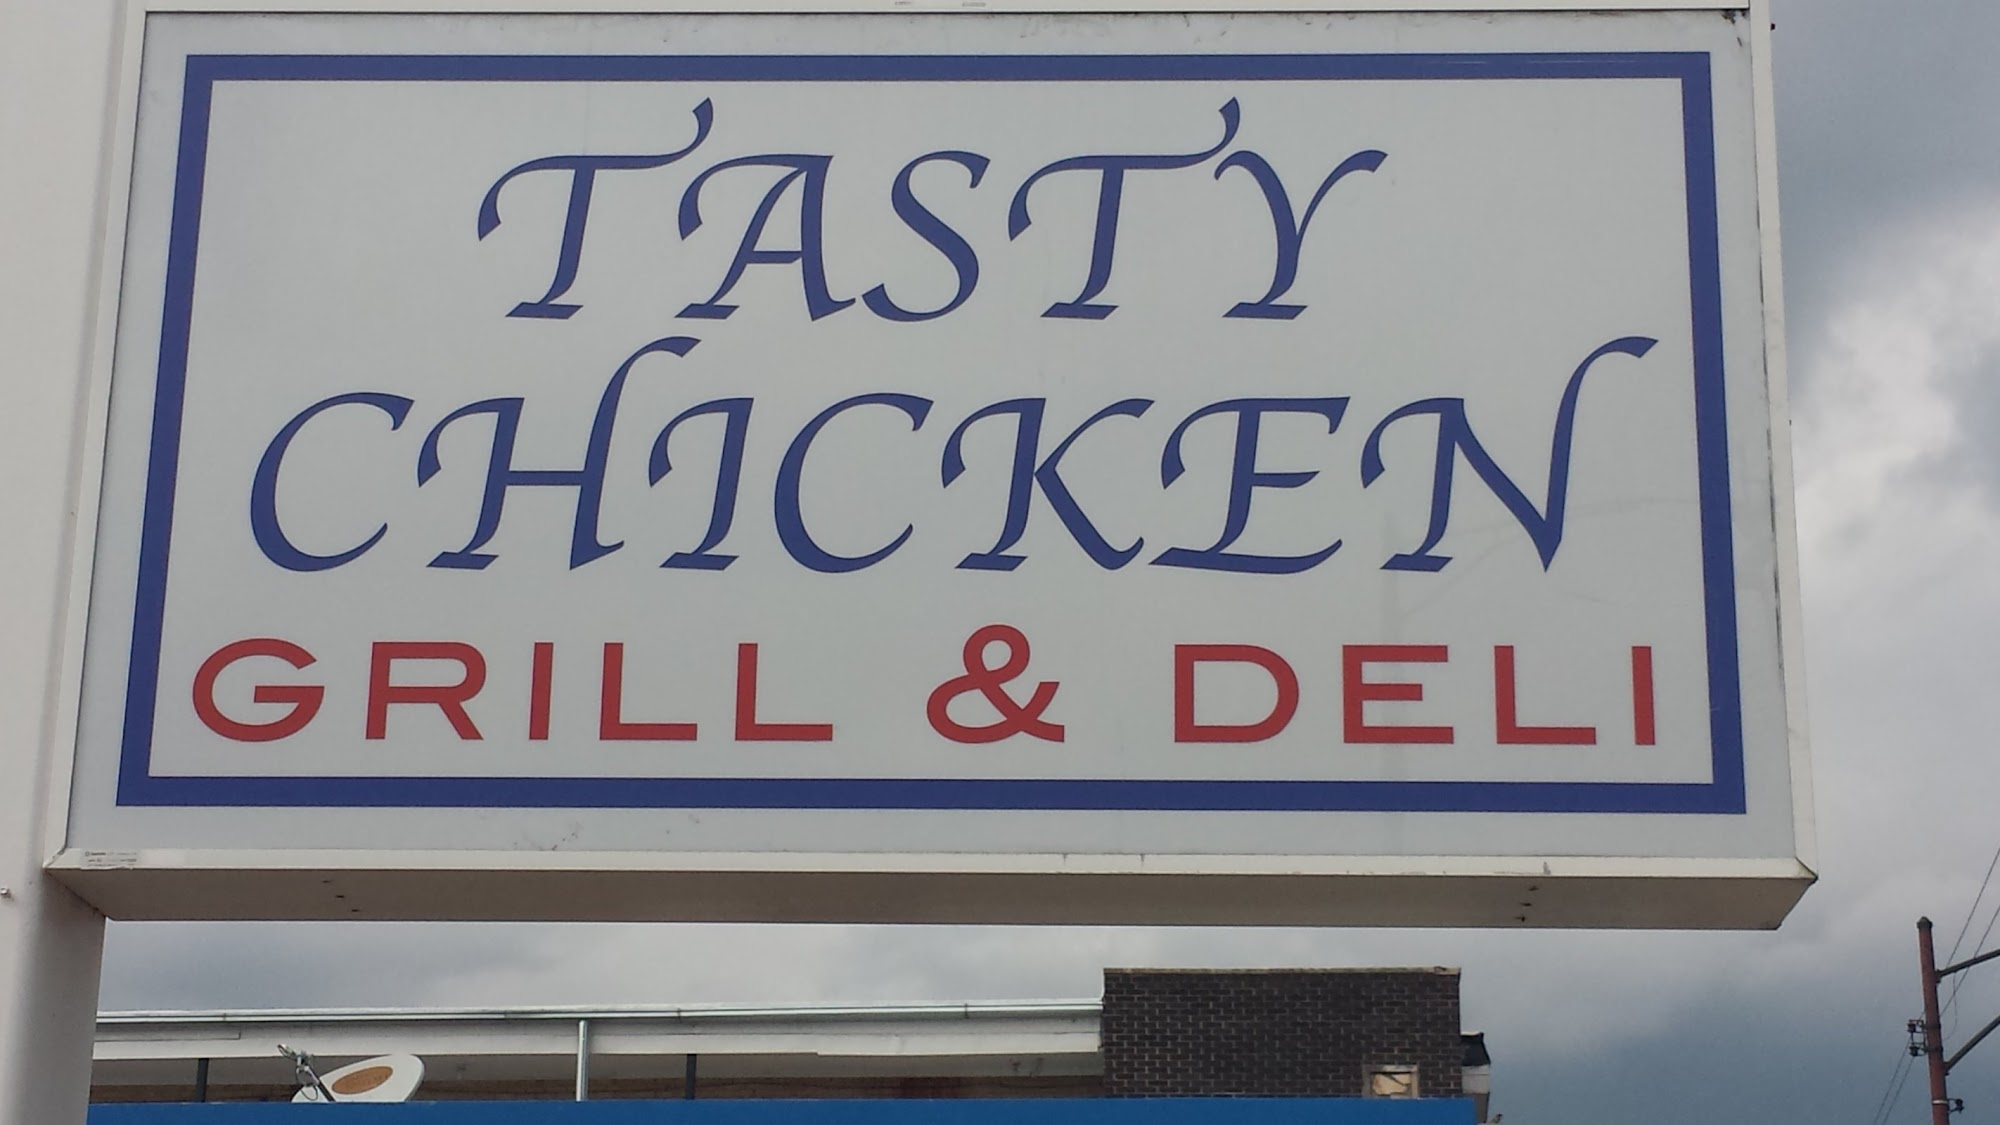 TASTY
CHICKEN
GRILL & DELI